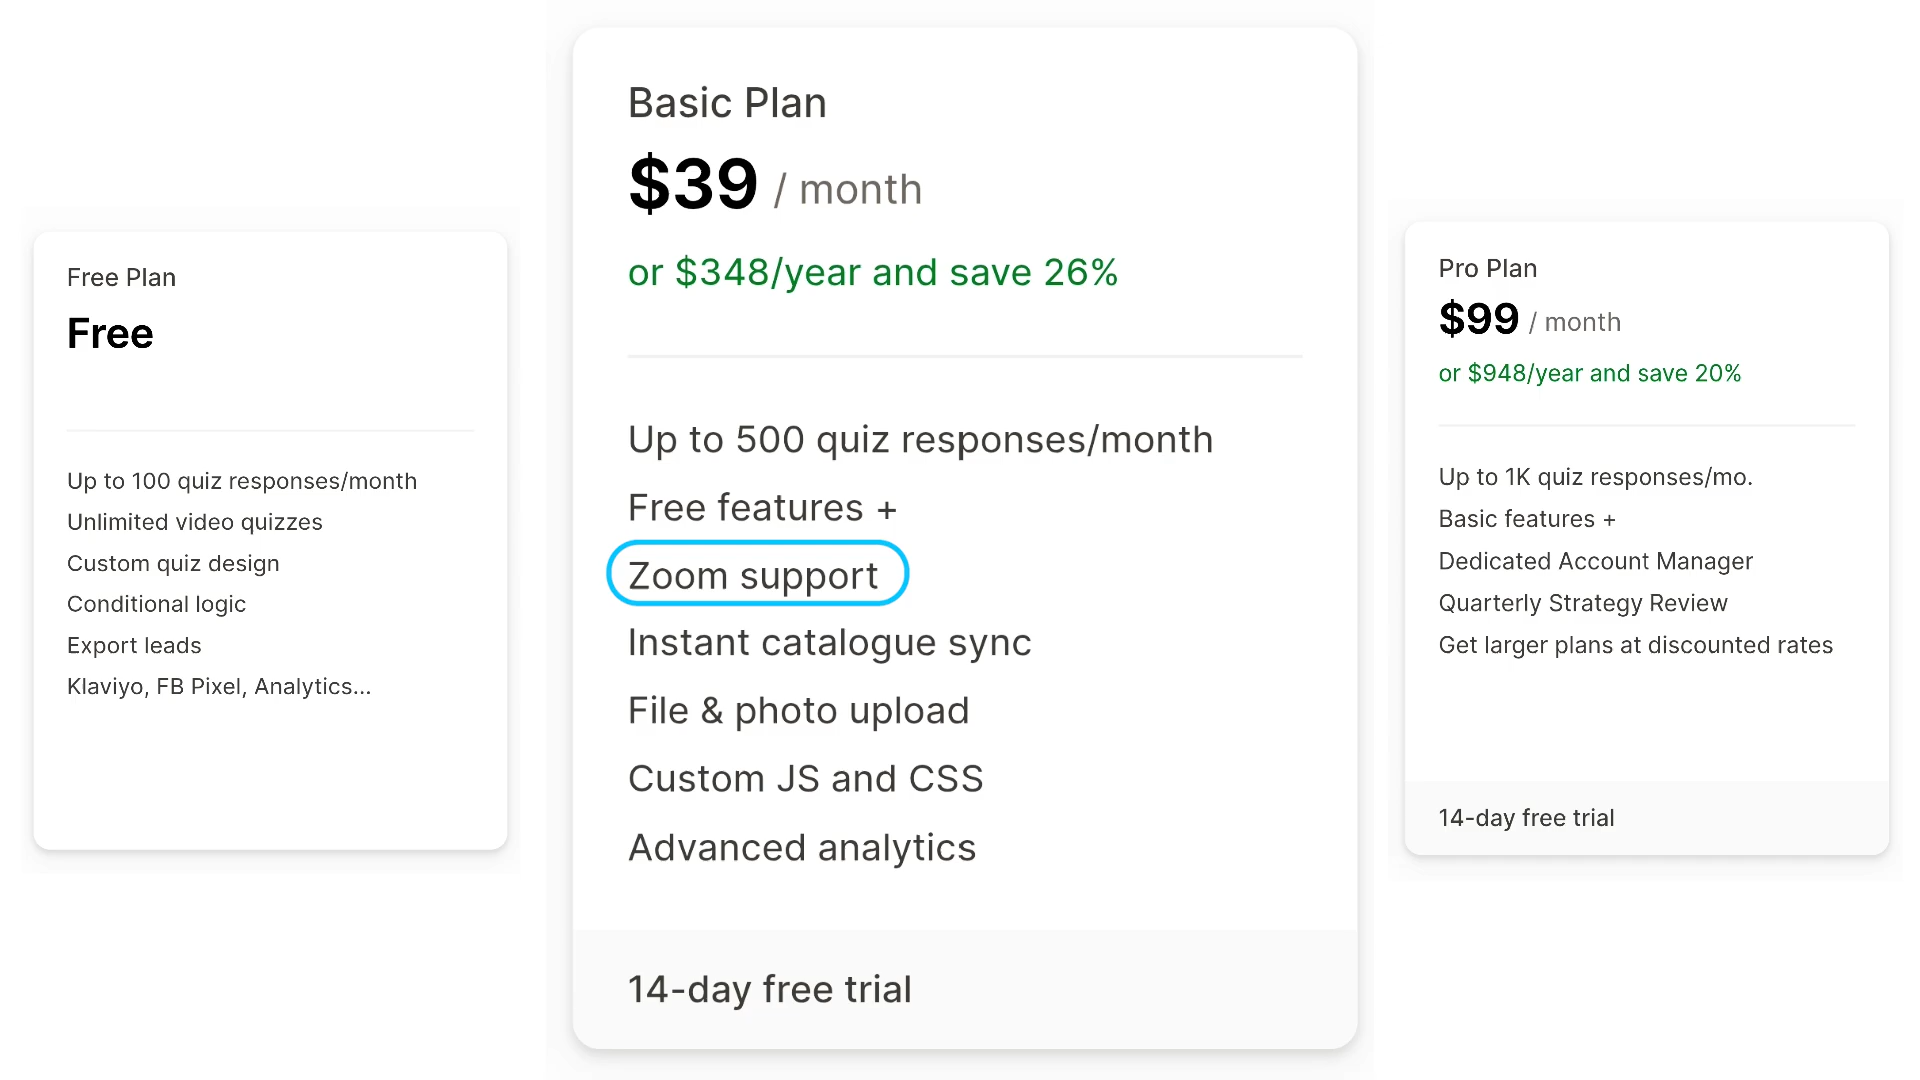 Free Plan
Free
Up to 100 quiz responses/month
Unlimited video quizzes
Custom quiz design
Conditional logic
Export leads
Klaviyo, FB Pixel, Analytics...
Basic Plan
$39 / month
or $348/year and save 26%
Up to 500 quiz responses/month
Free features +
Zoom support
Instant catalogue sync
File & photo upload
Custom JS and CSS
Advanced analytics
14-day free trial
Pro Plan
$99 / month
or $948/year and save 20%
Up to 1K quiz responses/mo.
Basic features +
Dedicated Account Manager
Quarterly Strategy Review
Get larger plans at discounted rates
14-day free trial